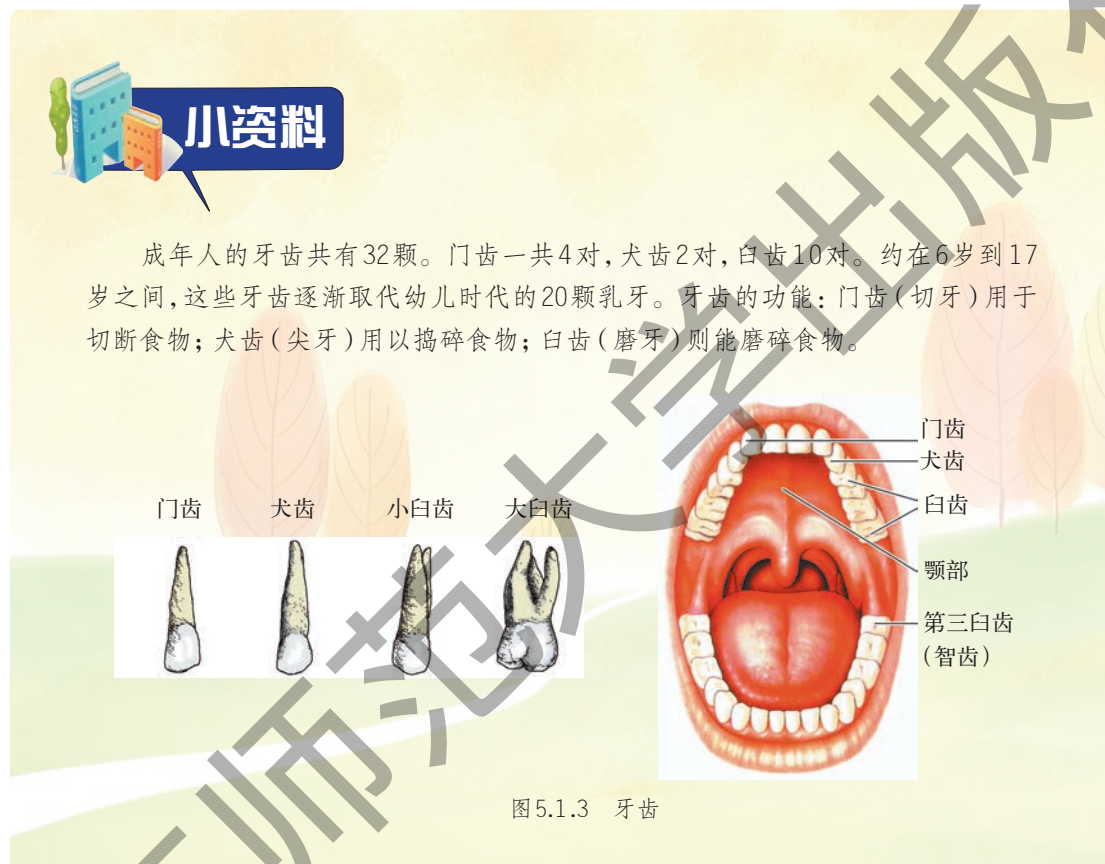 小资料
成年人的牙齿共有32颗。门齿一共4对,犬齿2对,臼齿10对。约在6岁到17
岁之间,这些牙齿逐渐取代幼儿时代的20颗乳牙。牙齿的功能:门齿(切牙)用于
切断食物;犬齿(尖牙)用以捣碎食物;臼齿(磨牙)则能磨碎食物。
门齿 犬齿 小臼齿 大臼齿
门齿
犬齿
臼齿
颚部
第三臼齿
(智齿)
图5.1.3 牙齿
师范大学出版